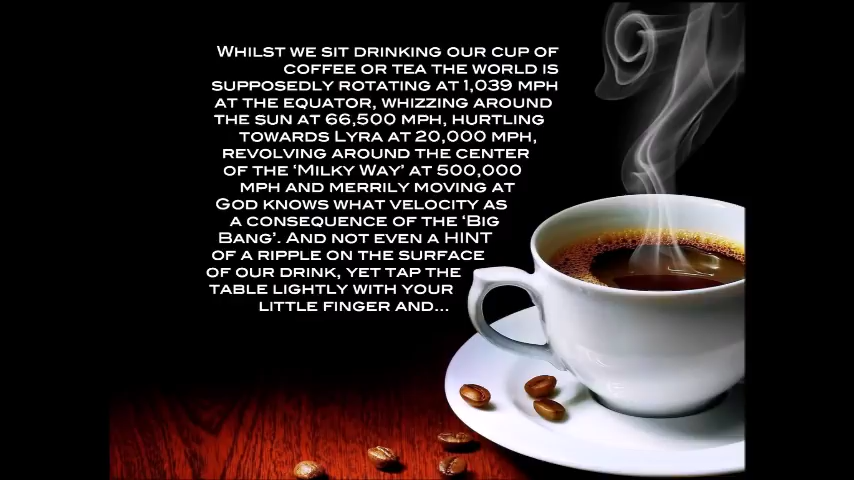 Whilst we sit drinking our cup of
coffee or tea the world is
supposedly rotating at 1,039 mph
at the equator, whizzing around
the sun at 66,500 mph, hurtling
towards Lyra at 20,000 mph,
revolving around the center
of the ‘Milky Way’ at 500,000
mph and merrily moving at
God knows what velocity as
a consequence of the ‘Big
Bang’. And not even a HINT
of a ripple on the surface
of our drink, yet tap the
table lightly with your
little finger and...